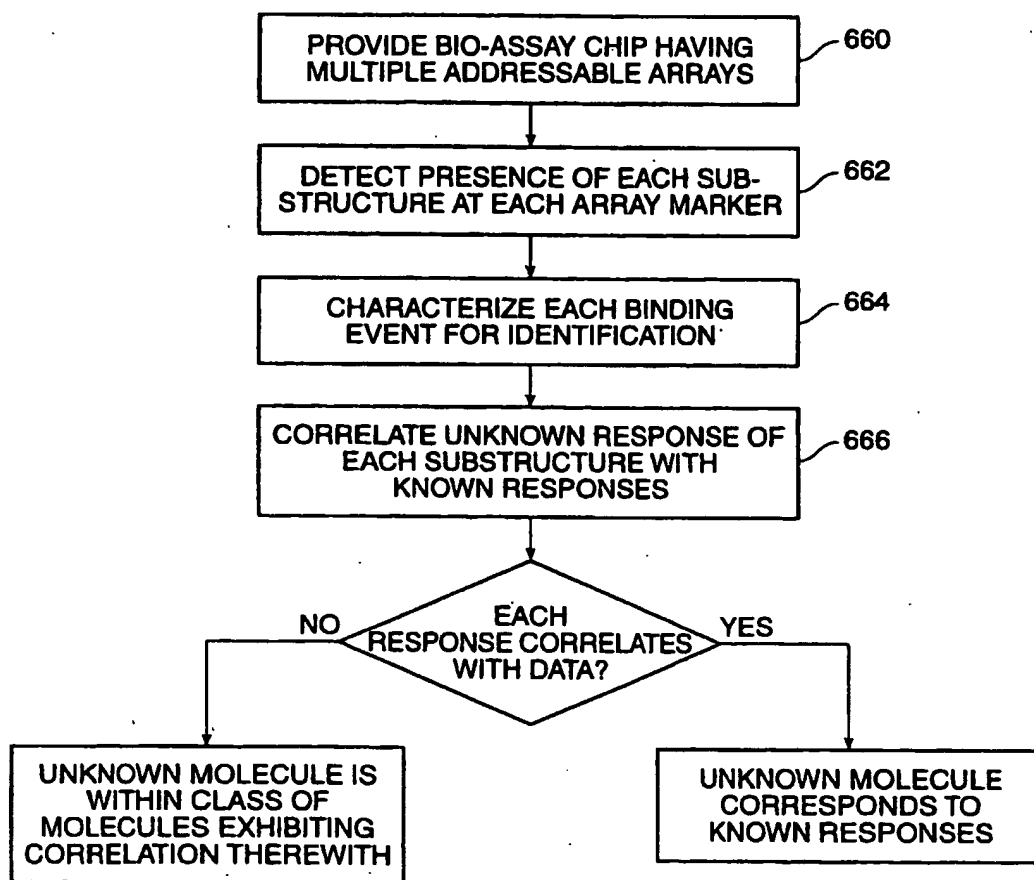 PROVIDE BIO-ASSAY CHIP HAVING
MULTIPLE ADDRESSABLE ARRAYS
660
DETECT PRESENCE OF EACH SUB-
STRUCTURE AT EACH ARRAY MARKER
662
CHARACTERIZE EACH BINDING
EVENT FOR IDENTIFICATION
664
CORRELATE UNKNOWN RESPONSE OF
EACH SUBSTRUCTURE WITH
KNOWN RESPONSES
666
EACH
RESPONSE CORRELATES
WITH DATA?
NO
YES
UNKNOWN MOLECULE IS
WITHIN CLASS OF
MOLECULES EXHIBITING
CORRELATION THEREWITH
UNKNOWN MOLECULE
CORRESPONDS TO
KNOWN RESPONSES